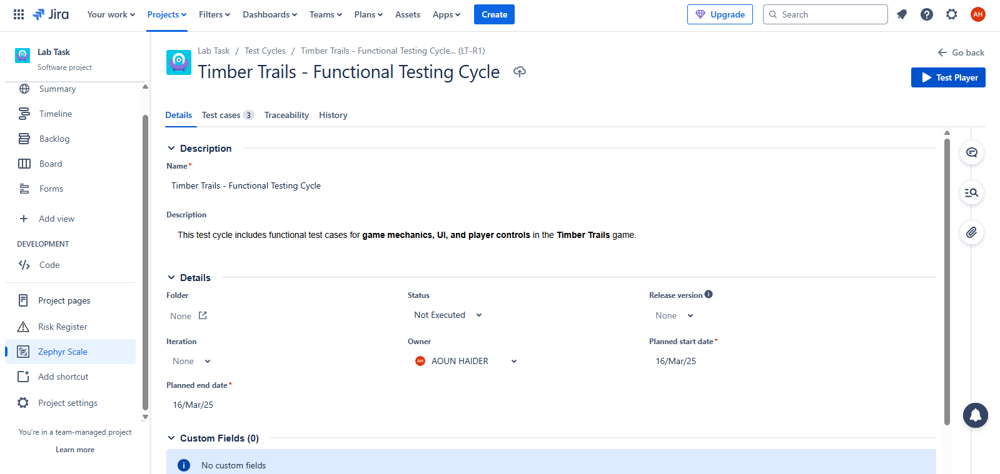 Jira
Your work
Projects
Filters
Dashboards
Teams
Plans
Assets
Apps
Create
Upgrade
Search
AH
Lab Task
Software project
Summary
Timeline
Backlog
Board
Forms
Add view
DEVELOPMENT
Code
Project pages
Risk Register
Zephyr Scale
Add shortcut
Project settings
You're in a team-managed project
Learn more
Lab Task / Test Cycles / Timber Trails - Functional Testing Cycle... (LT-R1)
Go back
Timber Trails - Functional Testing Cycle
Test Player
Details
Test cases 3
Traceability
History
Description
Name*
Timber Trails - Functional Testing Cycle
Description
This test cycle includes functional test cases for game mechanics, UI, and player controls in the Timber Trails game.
Details
Folder
None
Status
Not Executed
Release version
None
Iteration
None
Owner
AH AOUN HAIDER
Planned start date*
16/Mar/25
Planned end date*
16/Mar/25
Custom Fields (0)
No custom fields